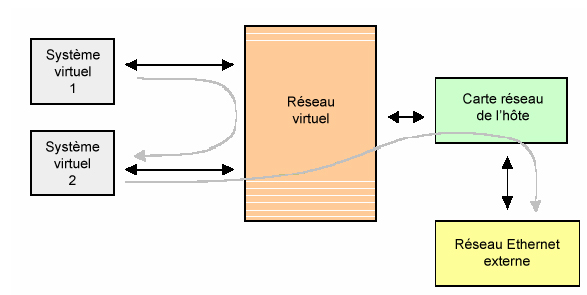 Système
virtuel
1
Réseau
virtuel
Carte réseau
de l'hôte
Système
virtuel
2
Réseau Ethernet
externe